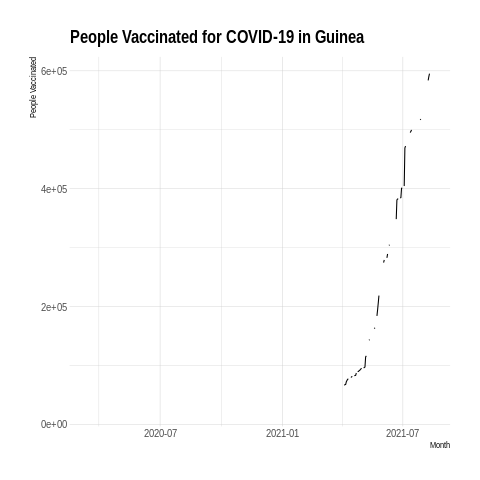 People Vaccinated for COVID-19 in Guinea
People Vaccinated
6e+05
4e+05
2e+05
0e+00
2020-07 2021-01 2021-07
Month